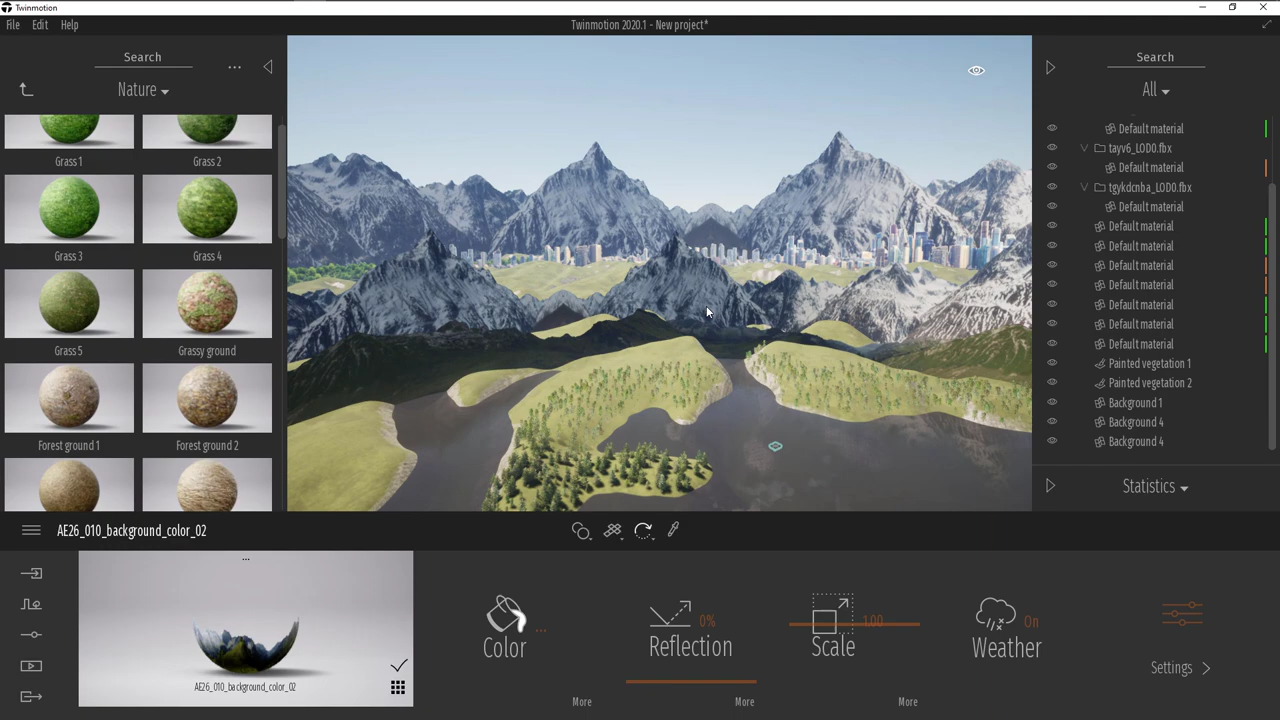 Twinmotion
File Edit Help
Twinmotion 2020.1 - New project*
Search
...
Nature
Grass 1
Grass 2
Grass 3
Grass 4
Grass 5
Grassy ground
Forest ground 1
Forest ground 2
Search
All
Default material
tayv6_LOD0.fbx
Default material
tgykdcnba_LOD0.fbx
Default material
Default material
Default material
Default material
Default material
Default material
Default material
Default material
Painted vegetation 1
Painted vegetation 2
Background 1
Background 4
Background 4
Statistics
AE26_010_background_color_02
...
AE26_010_background_color_02
Color ...
More
0%
Reflection
More
1.00
Scale
More
On
Weather
Settings